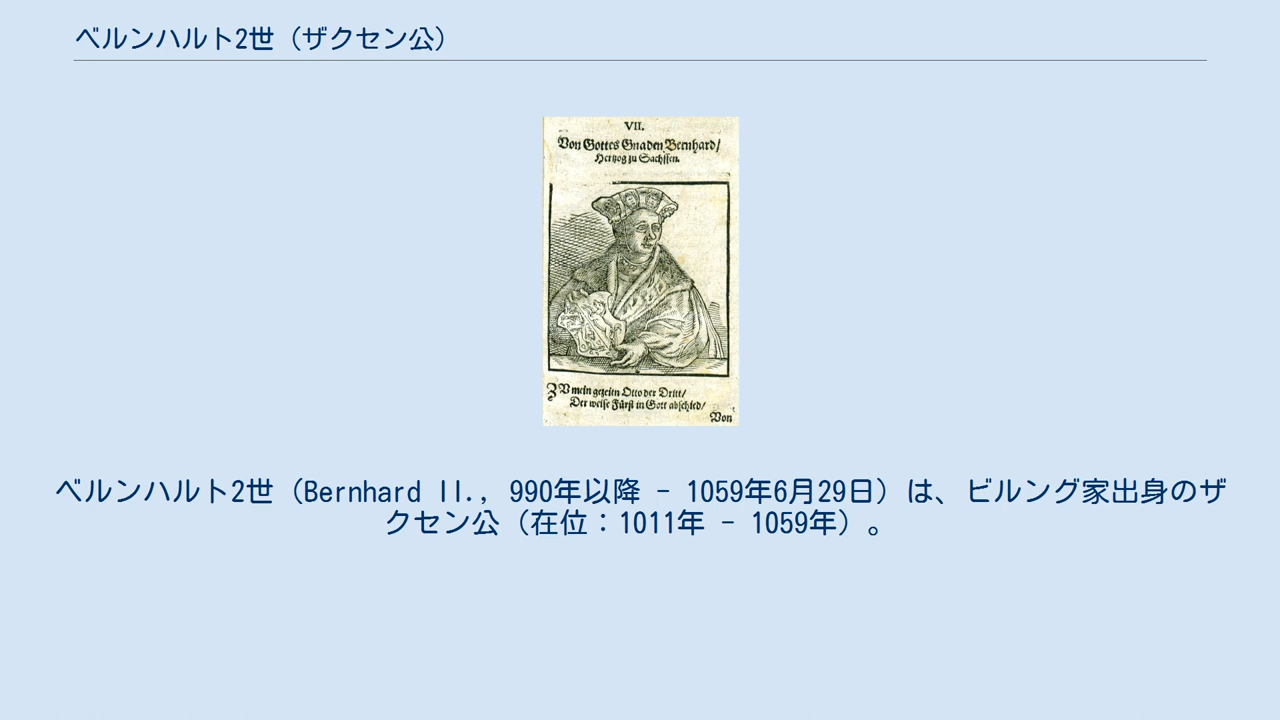 ベルンハルト2世（ザクセン公）
VII.
Von Gottes Gnaden Bernhard/
Hertzog zu Sachssen.
ZV mein gezeitn Otto der Dritt/
Der weise Fürst in Gott abschied/
Von
ベルンハルト2世（Bernhard II., 990年以降 - 1059年6月29日）は、ビルング家出身のザ
クセン公（在位：1011年 - 1059年）。